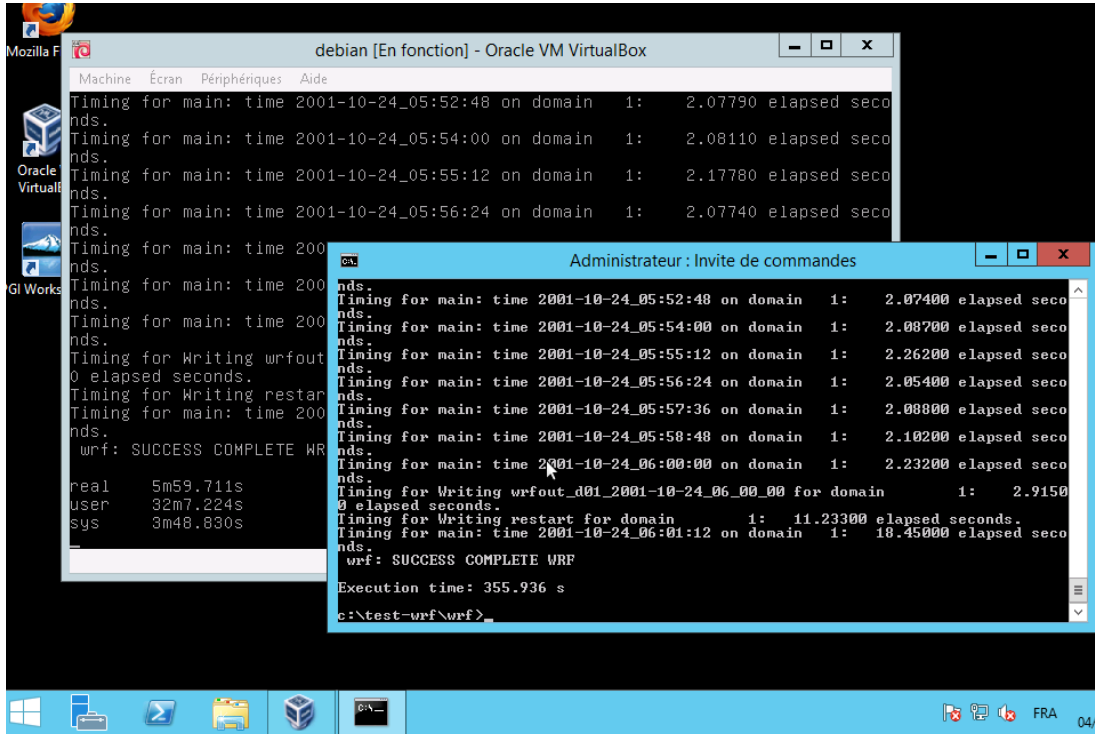 Mozilla F
Oracle
VirtualB
PGI Works
debian [En fonction] - Oracle VM VirtualBox
Machine Écran Périphériques Aide
Timing for main: time 2001-10-24_05:52:48 on domain 1: 2.07790 elapsed seco
nds.
Timing for main: time 2001-10-24_05:54:00 on domain 1: 2.08110 elapsed seco
nds.
Timing for main: time 2001-10-24_05:55:12 on domain 1: 2.17780 elapsed seco
nds.
Timing for main: time 2001-10-24_05:56:24 on domain 1: 2.07740 elapsed seco
nds.
Timing for main: time 200
nds.
Timing for main: time 200
nds.
Timing for main: time 200
nds.
Timing for Writing wrfout
0 elapsed seconds.
Timing for Writing restar
Timing for main: time 200
nds.
wrf: SUCCESS COMPLETE WR
real 5m59.711s
user 32m7.224s
sys 3m48.830s
Administrateur : Invite de commandes
nds.
Timing for main: time 2001-10-24_05:52:48 on domain 1: 2.07400 elapsed seco
nds.
Timing for main: time 2001-10-24_05:54:00 on domain 1: 2.08700 elapsed seco
nds.
Timing for main: time 2001-10-24_05:55:12 on domain 1: 2.26200 elapsed seco
nds.
Timing for main: time 2001-10-24_05:56:24 on domain 1: 2.05400 elapsed seco
nds.
Timing for main: time 2001-10-24_05:57:36 on domain 1: 2.08800 elapsed seco
nds.
Timing for main: time 2001-10-24_05:58:48 on domain 1: 2.10200 elapsed seco
nds.
Timing for main: time 2001-10-24_06:00:00 on domain 1: 2.23200 elapsed seco
nds.
Timing for Writing wrfout_d01_2001-10-24_06_00_00 for domain 1: 2.9150
0 elapsed seconds.
Timing for Writing restart for domain 1: 11.23300 elapsed seconds.
Timing for main: time 2001-10-24_06:01:12 on domain 1: 18.45000 elapsed seco
nds.
wrf: SUCCESS COMPLETE WRF
Execution time: 355.936 s
c:\test-wrf\wrf>_
FRA
04/